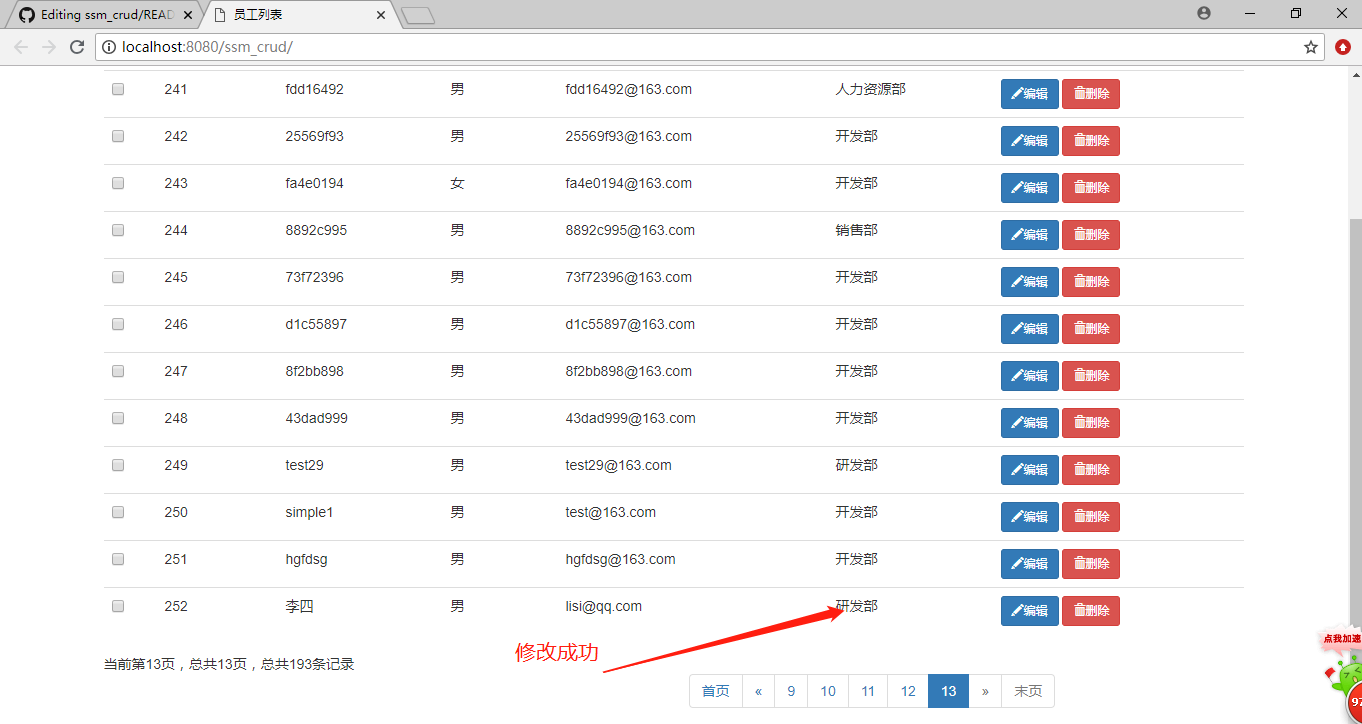 Editing ssm_crud/READ
员工列表
localhost:8080/ssm_crud/
241 fdd16492 男 fdd16492@163.com 人力资源部 编辑 删除
242 25569f93 男 25569f93@163.com 开发部 编辑 删除
243 fa4e0194 女 fa4e0194@163.com 开发部 编辑 删除
244 8892c995 男 8892c995@163.com 销售部 编辑 删除
245 73f72396 男 73f72396@163.com 开发部 编辑 删除
246 d1c55897 男 d1c55897@163.com 开发部 编辑 删除
247 8f2bb898 男 8f2bb898@163.com 开发部 编辑 删除
248 43dad999 男 43dad999@163.com 开发部 编辑 删除
249 test29 男 test29@163.com 研发部 编辑 删除
250 simple1 男 test@163.com 开发部 编辑 删除
251 hgfdsg 男 hgfdsg@163.com 开发部 编辑 删除
252 李四 男 lisi@qq.com 研发部 编辑 删除
点我加速
修改成功
当前第13页，总共13页，总共193条记录
首页 « 9 10 11 12 13 » 末页